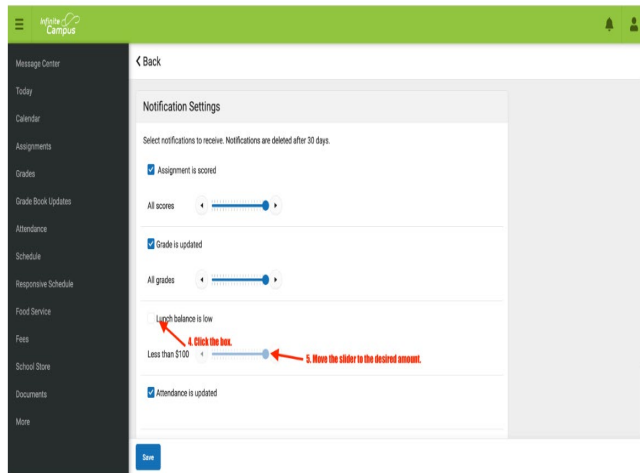 Infinite
Campus
Message Center
Today
Calendar
Assignments
Grades
Grade Book Updates
Attendance
Schedule
Responsive Schedule
Food Service
Fees
School Store
Documents
More
Back
Notification Settings
Select notifications to receive. Notifications are deleted after 30 days.
Assignment is scored
All scores
Grade is updated
All grades
Lunch balance is low
4. Click the box.
Less than $100
5. Move the slider to the desired amount.
Attendance is updated
Save